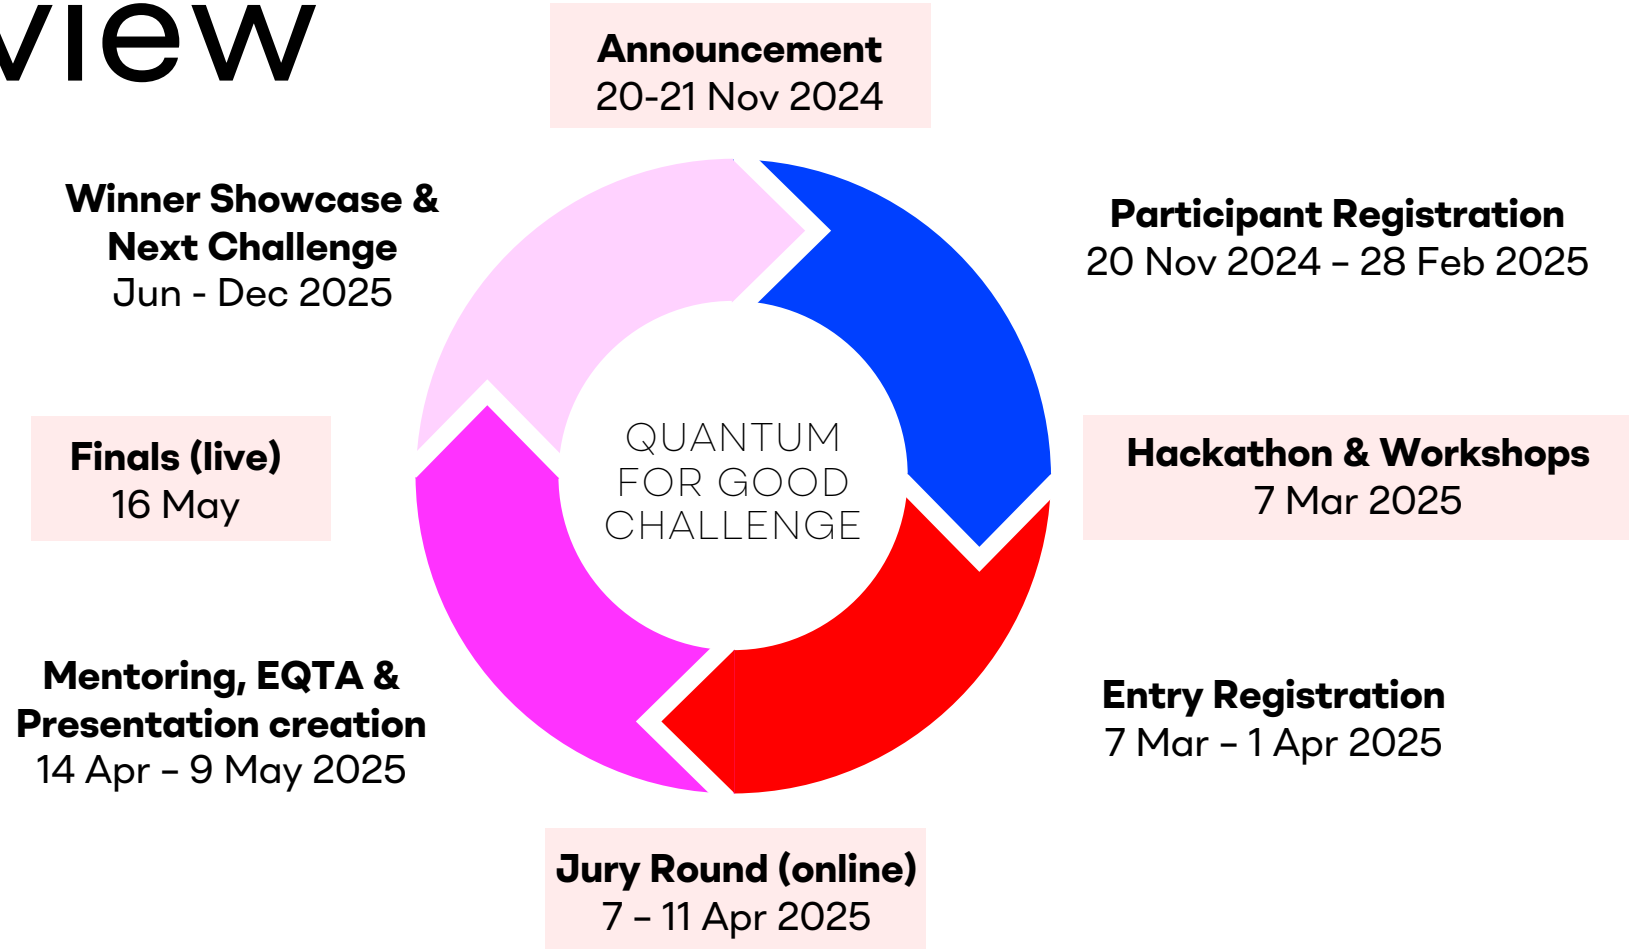 view
Announcement
20-21 Nov 2024
Participant Registration
20 Nov 2024 – 28 Feb 2025
Hackathon & Workshops
7 Mar 2025
Entry Registration
7 Mar – 1 Apr 2025
Jury Round (online)
7 – 11 Apr 2025
Mentoring, EQTA &
Presentation creation
14 Apr – 9 May 2025
Finals (live)
16 May
Winner Showcase &
Next Challenge
Jun - Dec 2025
QUANTUM
FOR GOOD
CHALLENGE